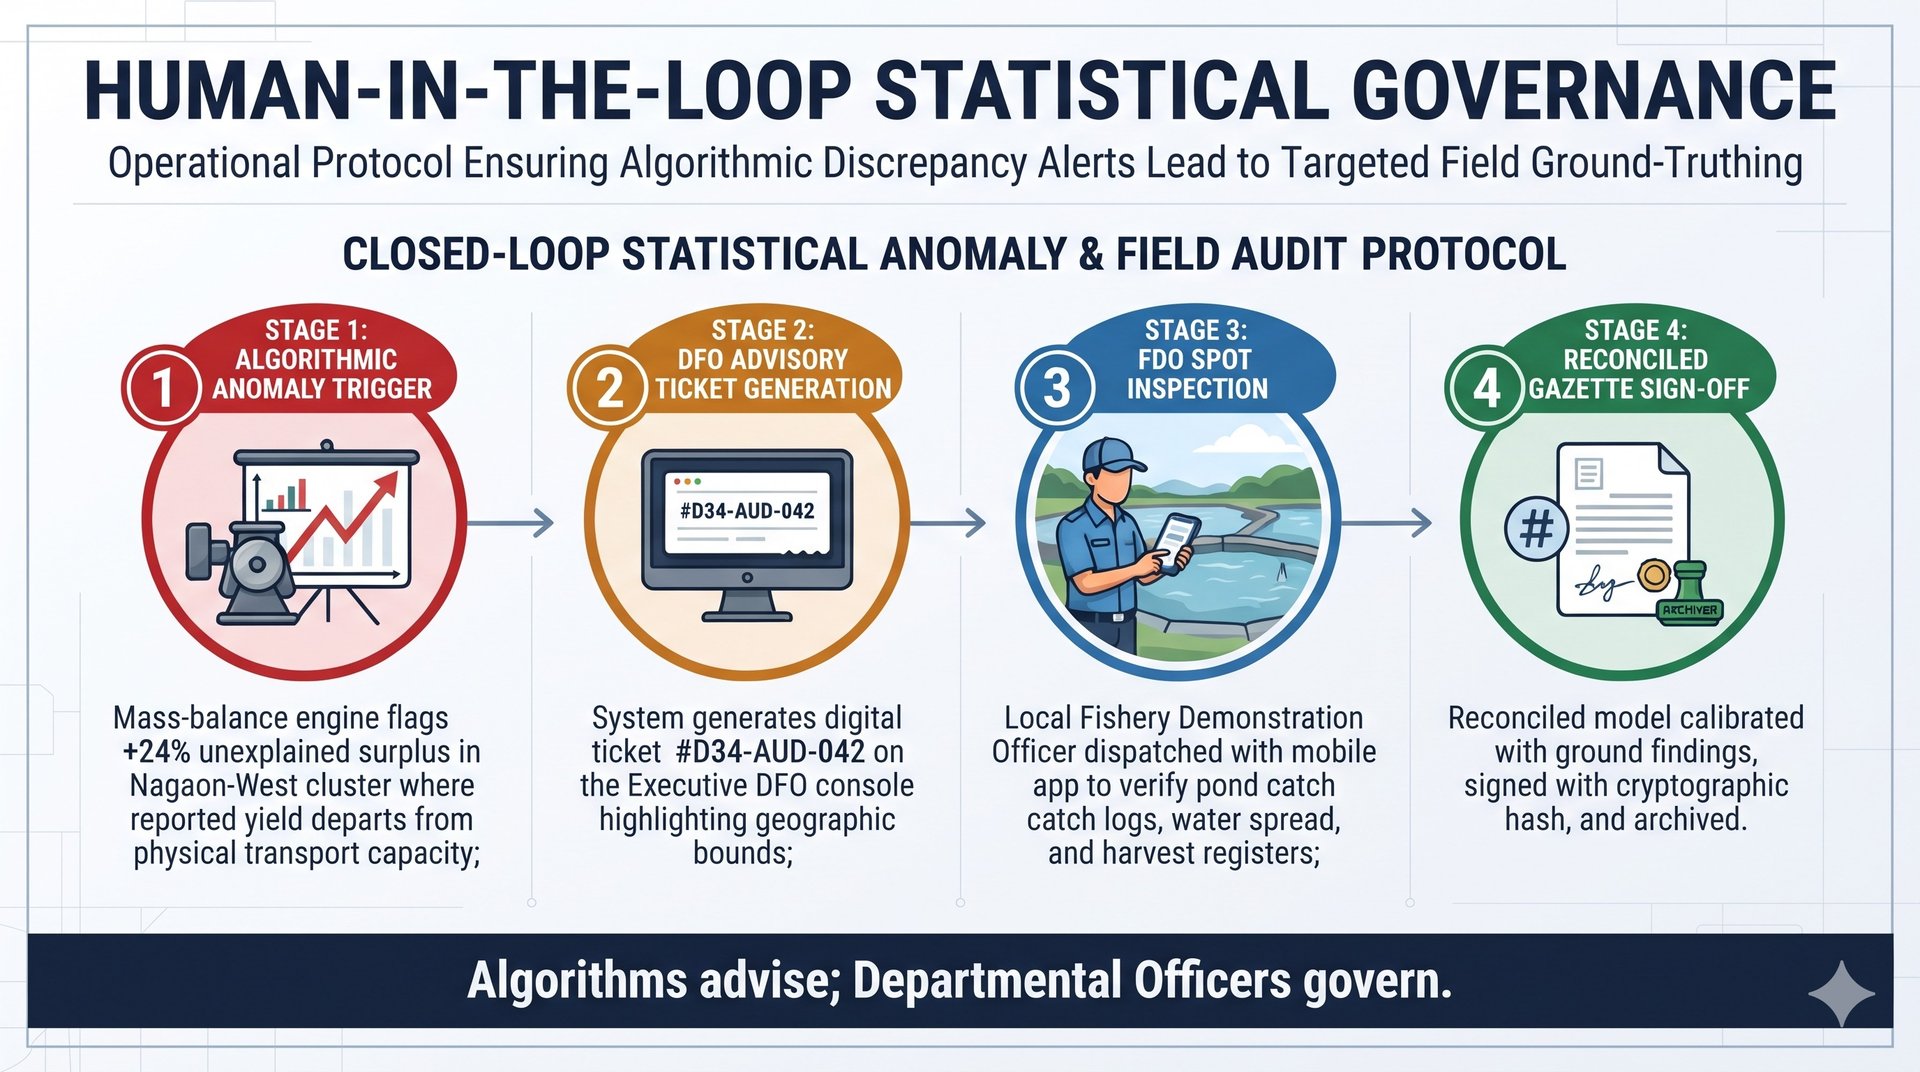 HUMAN-IN-THE-LOOP STATISTICAL GOVERNANCE
Operational Protocol Ensuring Algorithmic Discrepancy Alerts Lead to Targeted Field Ground-Truthing
CLOSED-LOOP STATISTICAL ANOMALY & FIELD AUDIT PROTOCOL
1
STAGE 1:
ALGORITHMIC
ANOMALY TRIGGER
Mass-balance engine flags
+24% unexplained surplus in
Nagaon-West cluster where
reported yield departs from
physical transport capacity;
2
STAGE 2:
DFO ADVISORY
TICKET GENERATION
#D34-AUD-042
System generates digital
ticket #D34-AUD-042 on
the Executive DFO console
highlighting geographic
bounds;
3
STAGE 3:
FDO SPOT
INSPECTION
Local Fishery Demonstration
Officer dispatched with mobile
app to verify pond catch
catch logs, water spread,
and harvest registers;
4
STAGE 4:
RECONCILED
GAZETTE SIGN-OFF
#
ARCHIVER
Reconciled model calibrated
with ground findings,
signed with cryptographic
hash, and archived.
Algorithms advise; Departmental Officers govern.